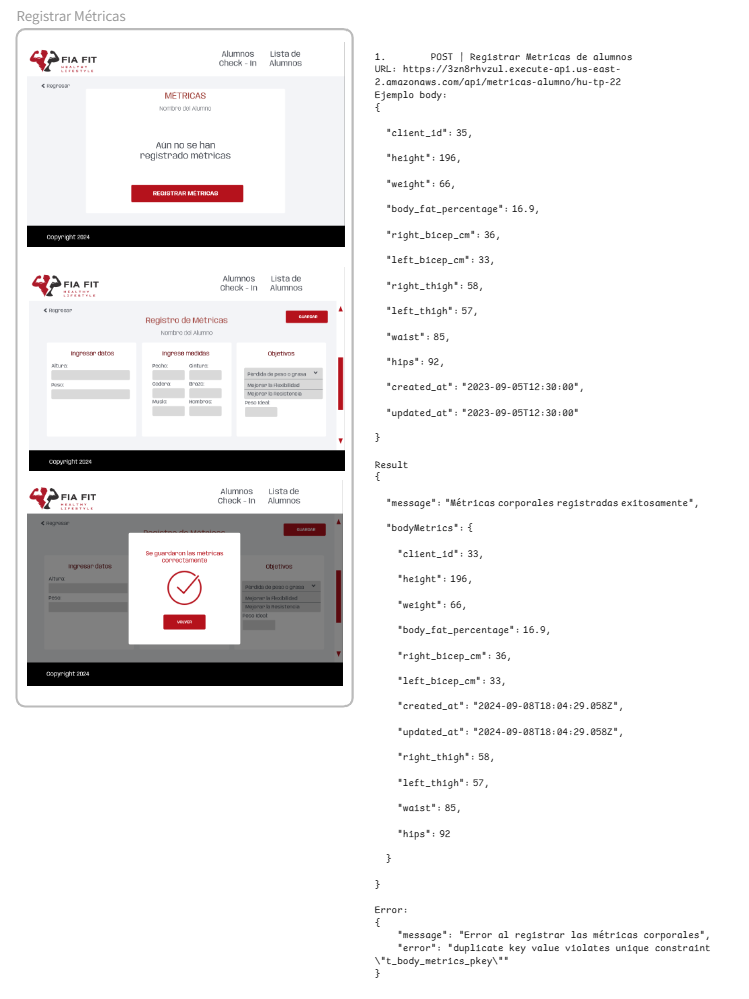 Registrar Métricas
FIA FIT
HEALTHY
LIFESTYLE
Alumnos
Check - In
Lista de
Alumnos
Regresar
METRICAS
Nombre del Alumno
Aún no se han
registrado métricas
REGISTRAR METRICAS
Copyright 2024
FIA FIT
HEALTHY
LIFESTYLE
Alumnos
Check - In
Lista de
Alumnos
Regresar
Registro de Métricas
GUARDAR
Nombre del Alumno
Ingresar datos
Altura:
Peso:
Ingrese medidas
Pecho:
Cintura:
Cadera:
Brazo:
Muslo:
Hombros:
Objetivos
Pérdida de peso o grasa
Mejorar la Flexibilidad
Mejorar la Resistencia
Peso Ideal:
Copyright 2024
FIA FIT
HEALTHY
LIFESTYLE
Alumnos
Check - In
Lista de
Alumnos
Regresar
Registro de Métricas
GUARDAR
Ingresar datos
Altura:
Peso:
Se guardaron las métricas
correctamente
VOLVER
Objetivos
Pérdida de peso o grasa
Mejorar la Flexibilidad
Mejorar la Resistencia
Peso Ideal:
Copyright 2024
1. POST | Registrar Metricas de alumnos
URL: https://3zn8rhvzul.execute-api.us-east-
2.amazonaws.com/api/metricas-alumno/hu-tp-22
Ejemplo body:
{
"client_id": 35,
"height": 196,
"weight": 66,
"body_fat_percentage": 16.9,
"right_bicep_cm": 36,
"left_bicep_cm": 33,
"right_thigh": 58,
"left_thigh": 57,
"waist": 85,
"hips": 92,
"created_at": "2023-09-05T12:30:00",
"updated_at": "2023-09-05T12:30:00"
}
Result
{
"message": "Métricas corporales registradas exitosamente",
"bodyMetrics": {
"client_id": 33,
"height": 196,
"weight": 66,
"body_fat_percentage": 16.9,
"right_bicep_cm": 36,
"left_bicep_cm": 33,
"created_at": "2024-09-08T18:04:29.058Z",
"updated_at": "2024-09-08T18:04:29.058Z",
"right_thigh": 58,
"left_thigh": 57,
"waist": 85,
"hips": 92
}
}
Error:
{
"message": "Error al registrar las métricas corporales",
"error": "duplicate key value violates unique constraint
\"t_body_metrics_pkey\""
}